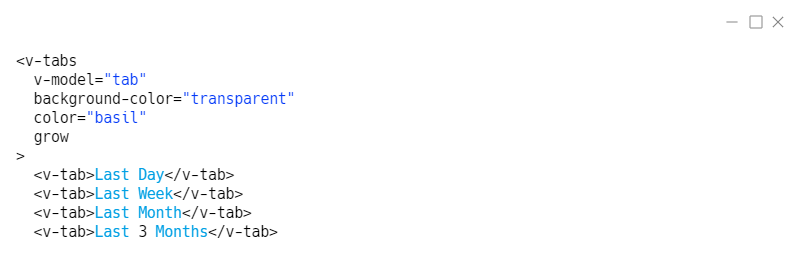 <v-tabs
v-model="tab"
background-color="transparent"
color="basil"
grow
>
<v-tab>Last Day</v-tab>
<v-tab>Last Week</v-tab>
<v-tab>Last Month</v-tab>
<v-tab>Last 3 Months</v-tab>